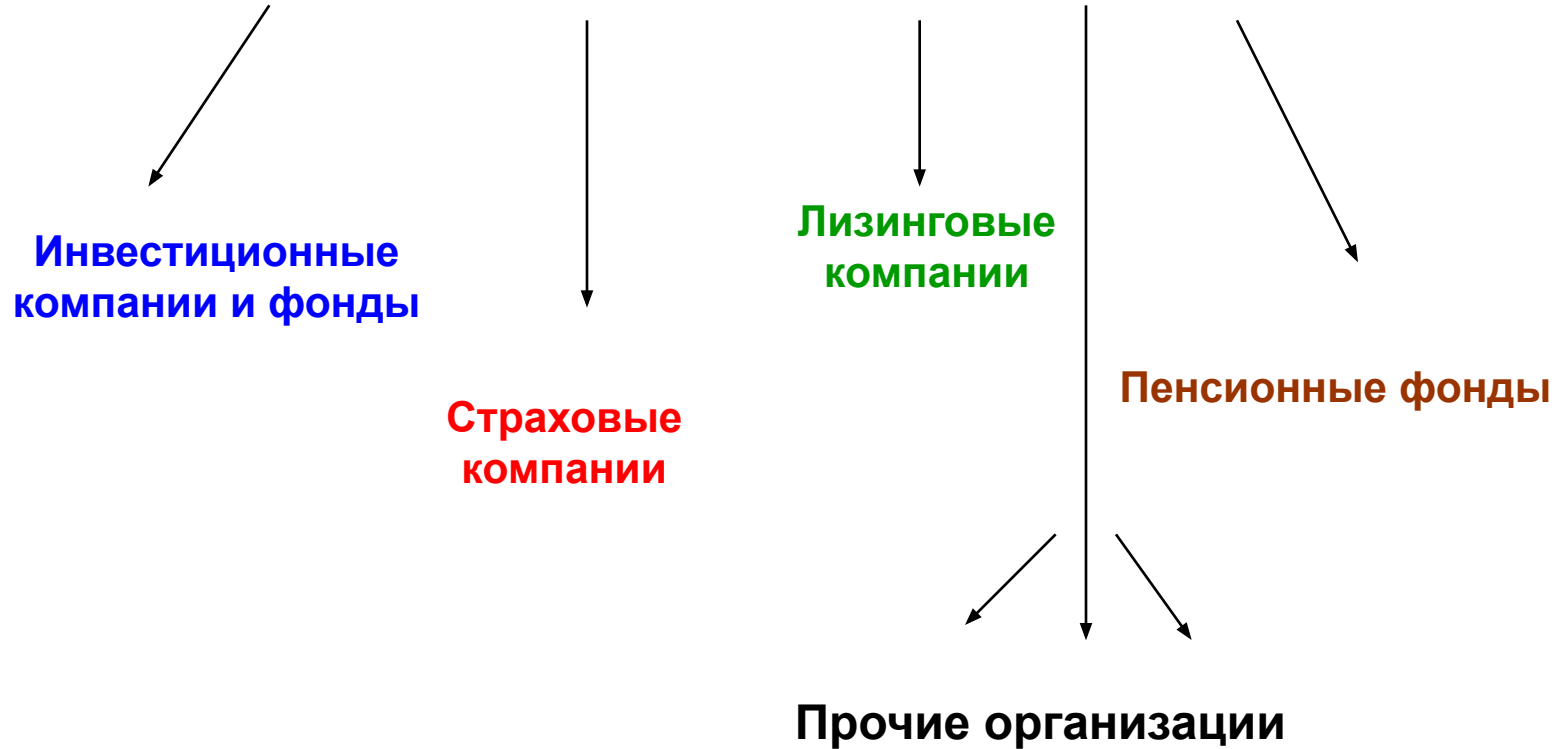 Инвестиционные
компании и фонды
Страховые
компании
Лизинговые
компании
Пенсионные фонды
Прочие организации